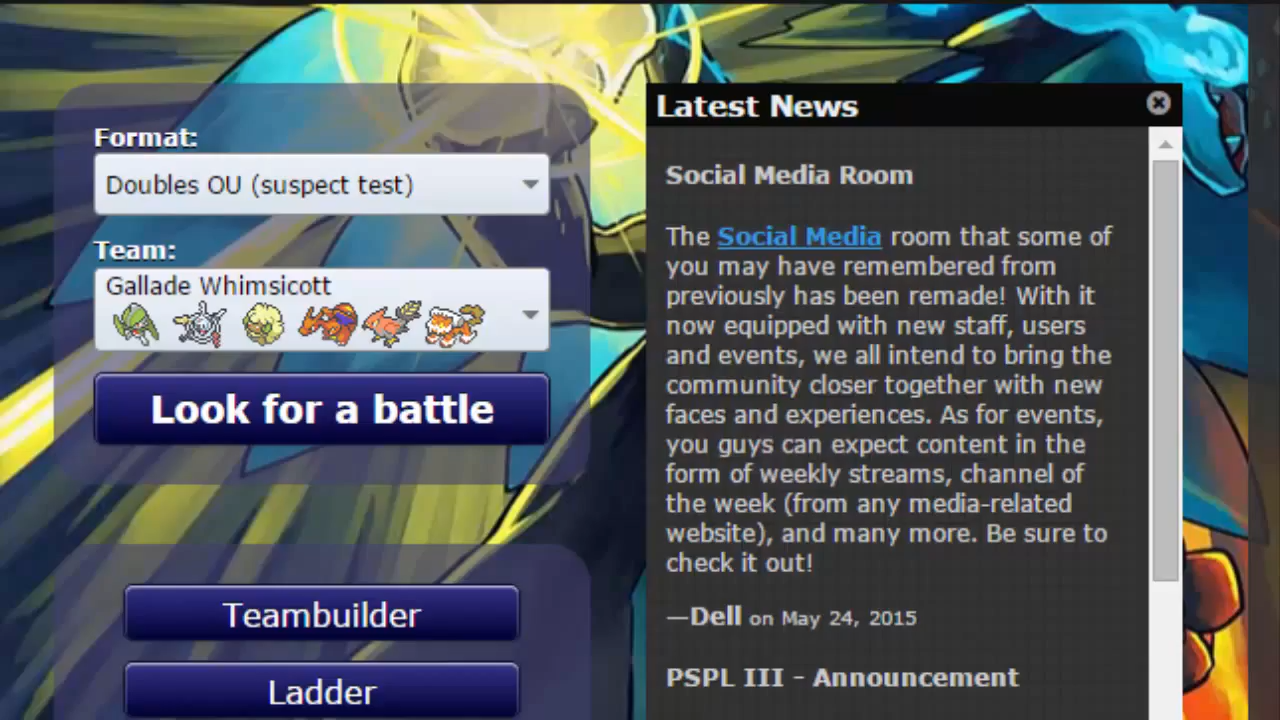 Format:
Doubles OU (suspect test)
Team:
Gallade Whimsicott
Look for a battle
Teambuilder
Ladder
Latest News
Social Media Room
The Social Media room that some of
you may have remembered from
previously has been remade! With it
now equipped with new staff, users
and events, we all intend to bring the
community closer together with new
faces and experiences. As for events,
you guys can expect content in the
form of weekly streams, channel of
the week (from any media-related
website), and many more. Be sure to
check it out!
—Dell on May 24, 2015
PSPL III - Announcement